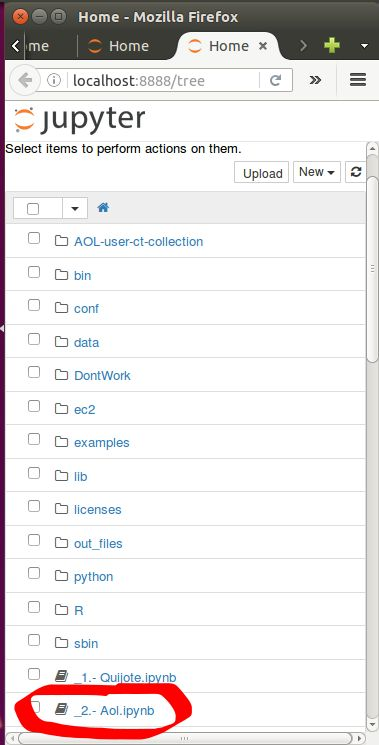 Home - Mozilla Firefox
me
Home
Home
localhost:8888/tree
jupyter
Select items to perform actions on them.
Upload
New
AOL-user-ct-collection
bin
conf
data
DontWork
ec2
examples
lib
licenses
out_files
python
R
sbin
_1.- Quijote.ipynb
_2.- Aol.ipynb